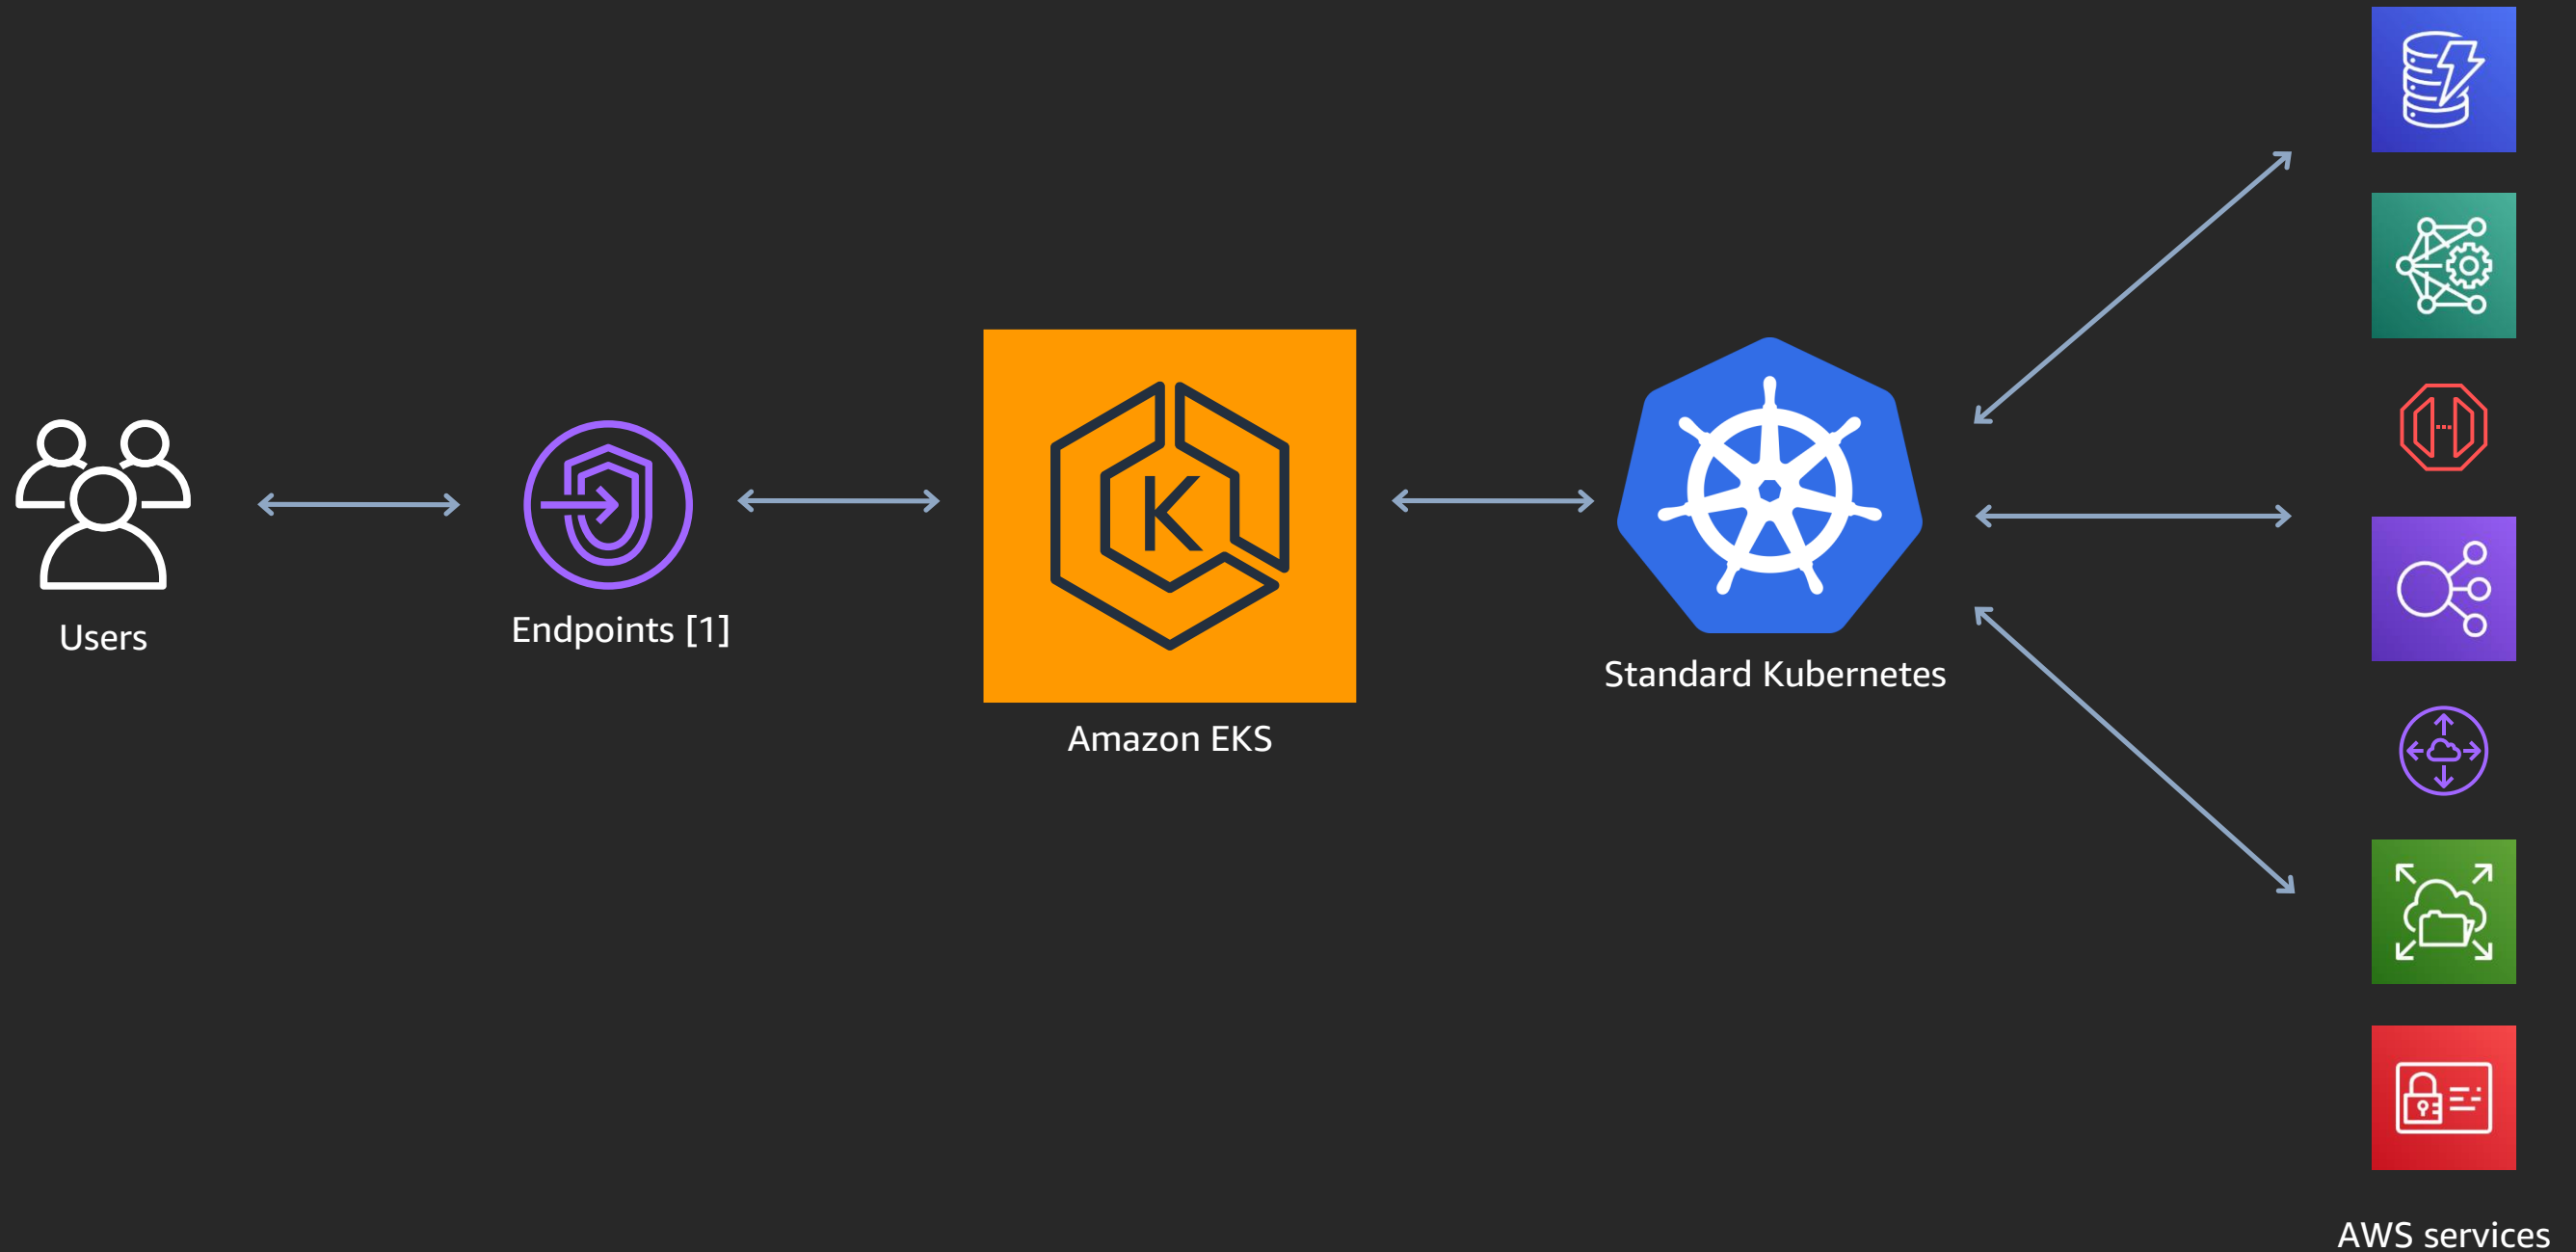 Users
Endpoints [1]
K
Amazon EKS
Standard Kubernetes
AWS services